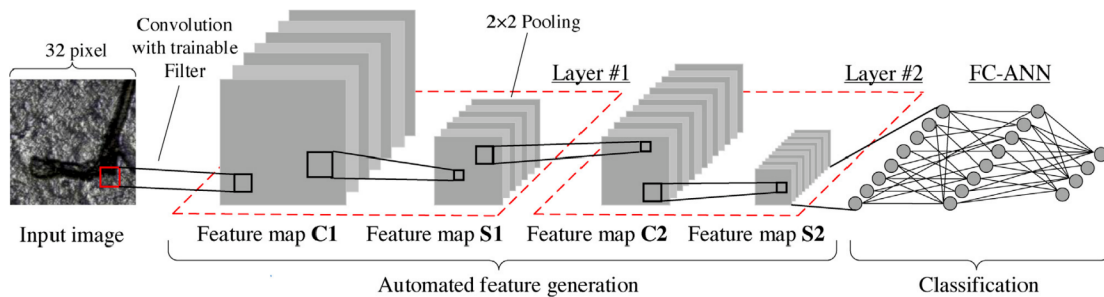 Convolution
with trainable
Filter
2×2 Pooling
32 pixel
Layer #1
Layer #2
FC-ANN
Input image
Feature map C1
Feature map S1
Feature map C2
Feature map S2
Automated feature generation
Classification